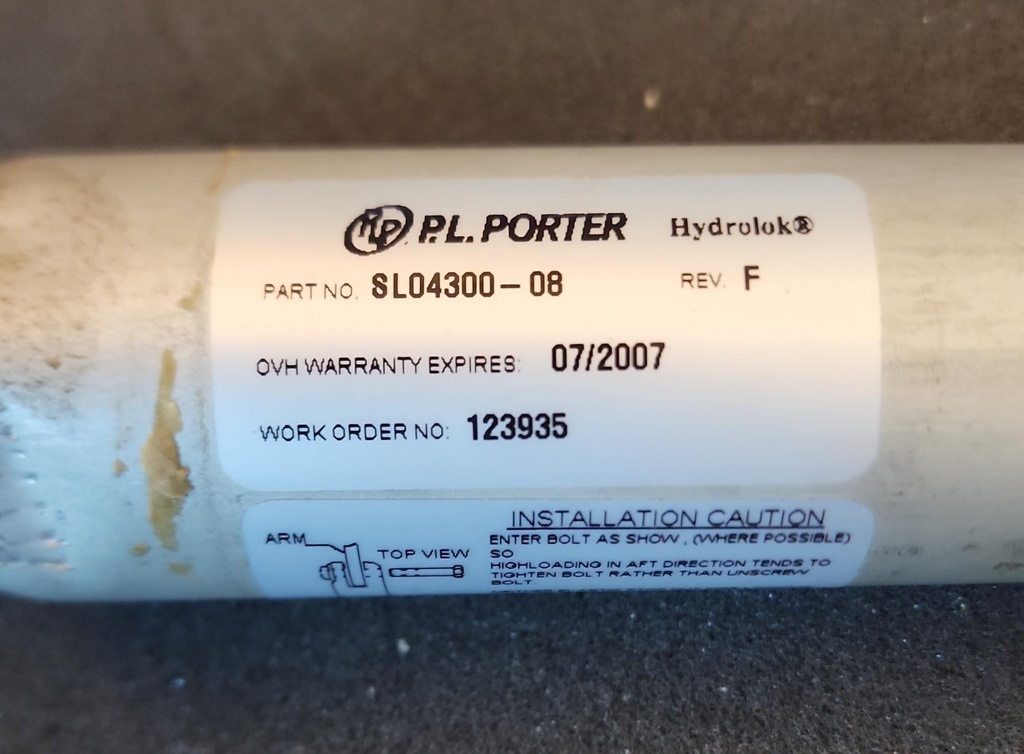 PLP P.L. PORTER Hydrolok®
PART NO. SL04300-08 REV. F
OVH WARRANTY EXPIRES: 07/2007
WORK ORDER NO: 123935
INSTALLATION CAUTION
ARM
TOP VIEW
ENTER BOLT AS SHOW , (WHERE POSSIBLE)
SO
HIGHLOADING IN AFT DIRECTION TENDS TO
TIGHTEN BOLT RATHER THAN UNSCREW
BOLT.